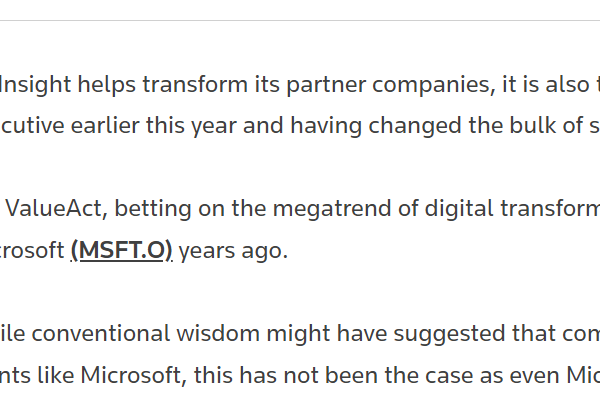 Insight helps transform its partner companies, it is also t
cutive earlier this year and having changed the bulk of s
ValueAct, betting on the megatrend of digital transform
crosoft (MSFT.O) years ago.
ile conventional wisdom might have suggested that com
nts like Microsoft, this has not been the case as even Mic